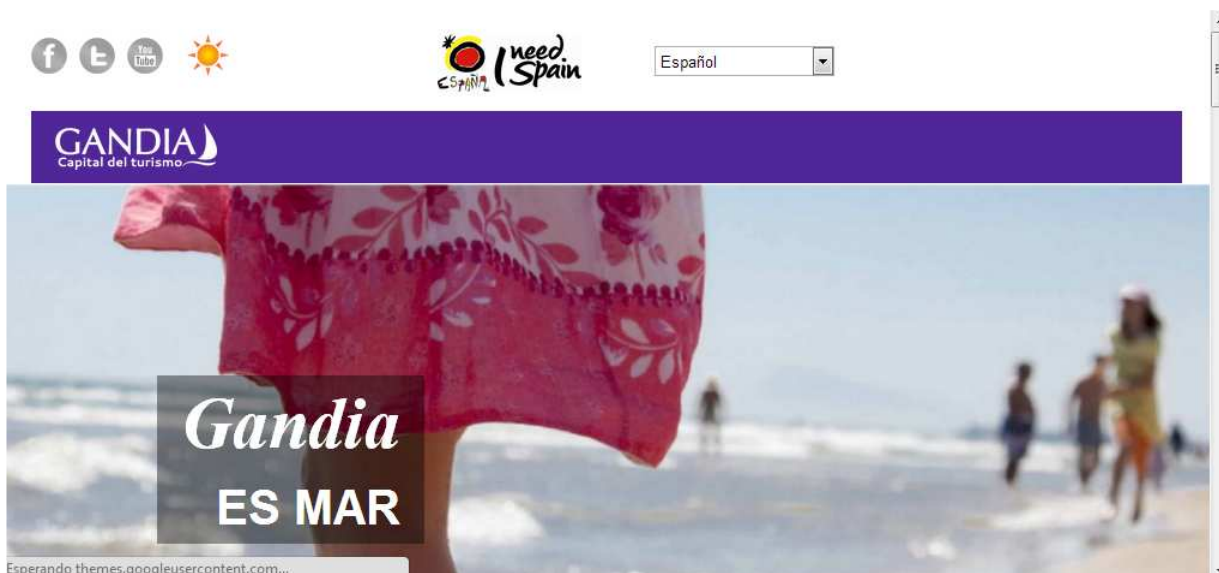 f t You Tube
ESPAÑA I need Spain
Español
GANDIA
Capital del turismo
Gandia
ES MAR
Esperando themes.googleusercontent.com...